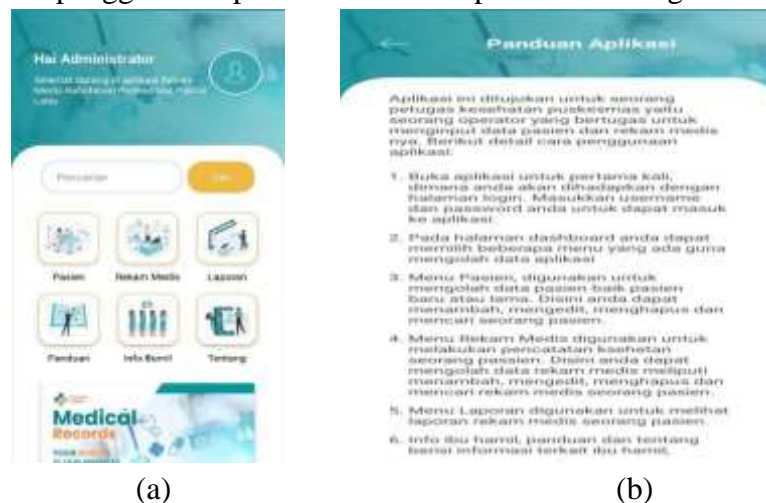 Hai Administrator
Pencarian
Cari
Pasien Rekam Medis Laporan
Panduan Info Bumil Tentang
Medical
Records
(a)
Panduan Aplikasi
Aplikasi ini ditujukan untuk seorang
petugas kesehatan puskesmas yaitu
seorang operator yang bertugas untuk
menginput data pasien dan rekam medis
nya. Berikut detail cara penggunaan
aplikasi:
1. Buka aplikasi untuk pertama kali,
dimana anda akan dihadapkan dengan
halaman login. Masukkan username
dan password anda untuk dapat masuk
ke aplikasi
2. Pada halaman dashboard anda dapat
memilih beberapa menu yang ada guna
mengolah data aplikasi
3. Menu Pasien, digunakan untuk
mengolah data pasien baik pasien
baru atau lama. Disini anda dapat
menambah, mengedit, menghapus dan
mencari seorang pasien.
4. Menu Rekam Medis digunakan untuk
melakukan pencatatan ksehetan
seorang passien. Disini anda dapat
mengolah data rekam medis meliputi
menambah, mengedit, menghapus dan
mencari rekam medis seorang pasien.
5. Menu Laporan digunakan untuk melihat
laporan rekam medis seorang pasien.
6. Info ibu hamil, panduan dan tentang
berisi informasi terkait ibu hamil,
(b)